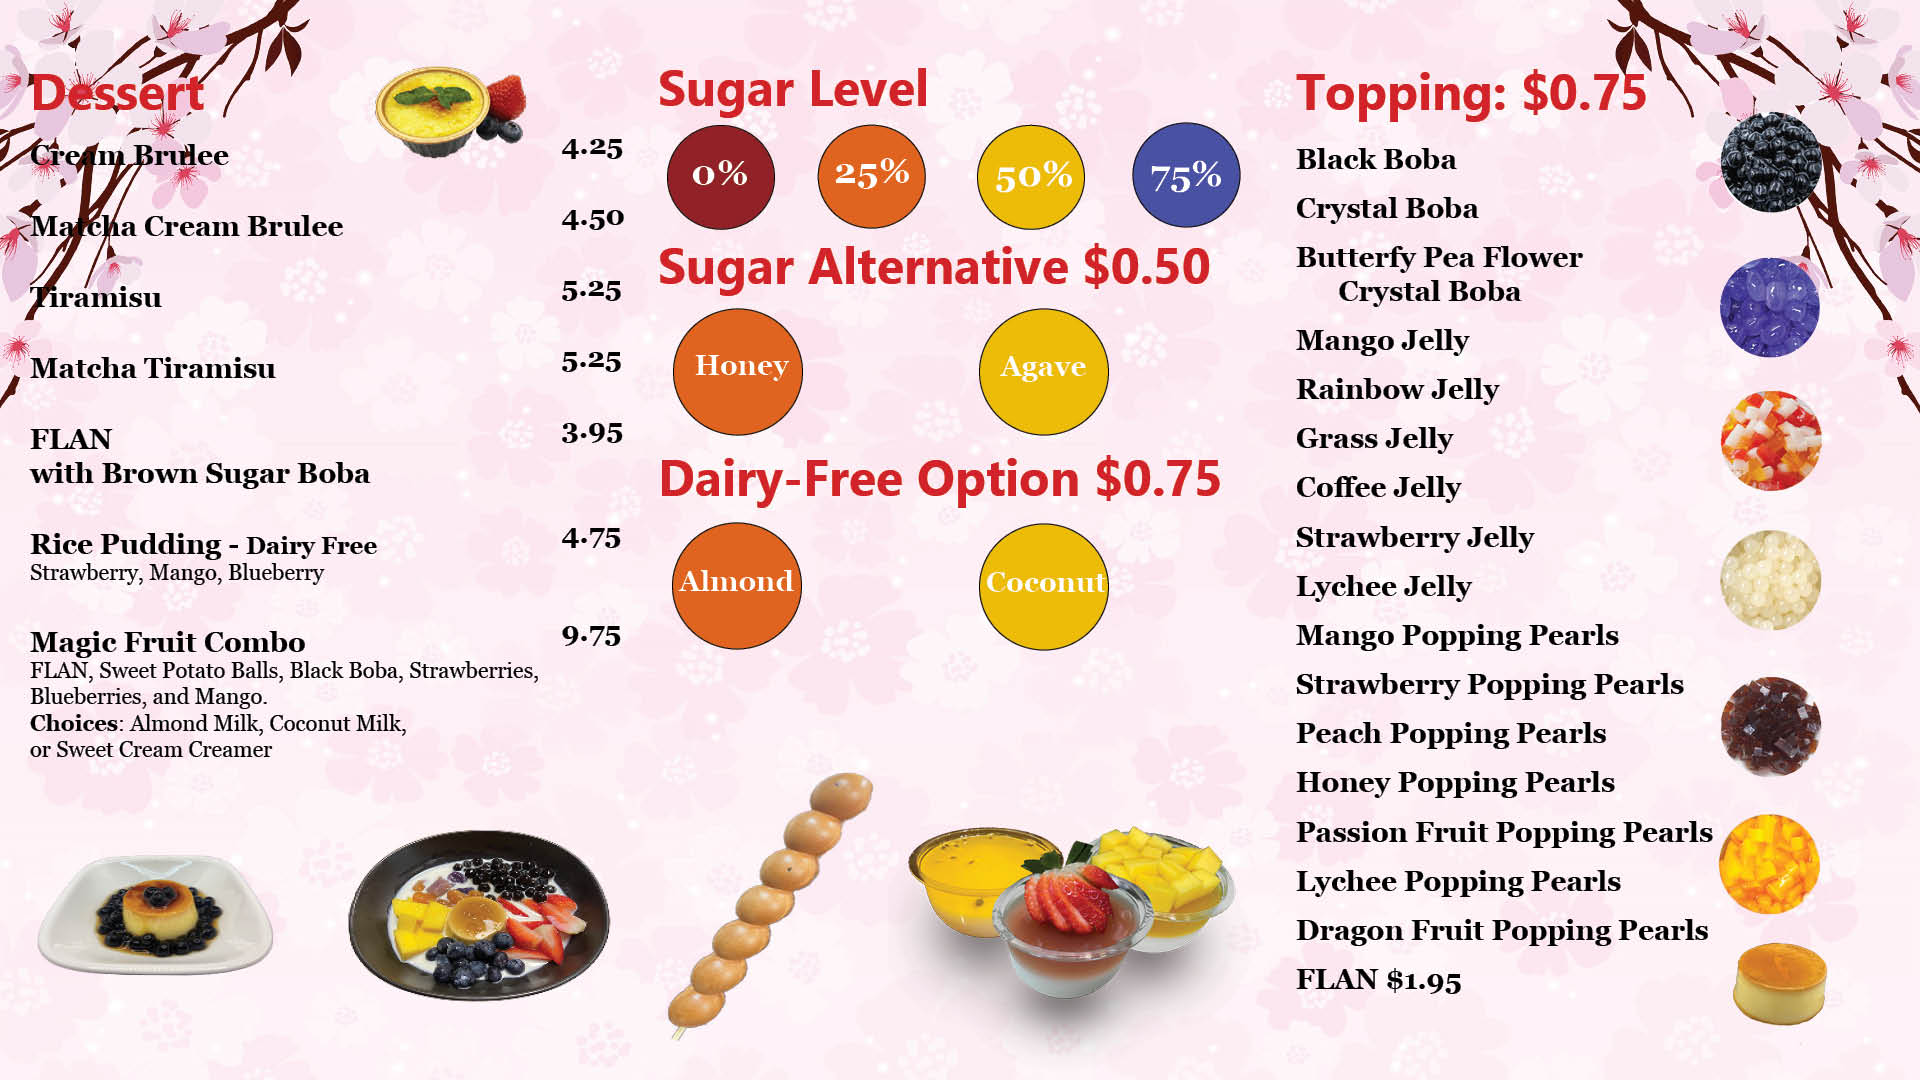 Dessert
Cream Brulee 4.25
Matcha Cream Brulee 4.50
Tiramisu 5.25
Matcha Tiramisu 5.25
FLAN 3.95
with Brown Sugar Boba
Rice Pudding - Dairy Free 4.75
Strawberry, Mango, Blueberry
Magic Fruit Combo 9.75
FLAN, Sweet Potato Balls, Black Boba, Strawberries,
Blueberries, and Mango.
Choices: Almond Milk, Coconut Milk,
or Sweet Cream Creamer
Sugar Level
0% 25% 50% 75%
Sugar Alternative $0.50
Honey Agave
Dairy-Free Option $0.75
Almond Coconut
Topping: $0.75
Black Boba
Crystal Boba
Butterfy Pea Flower
Crystal Boba
Mango Jelly
Rainbow Jelly
Grass Jelly
Coffee Jelly
Strawberry Jelly
Lychee Jelly
Mango Popping Pearls
Strawberry Popping Pearls
Peach Popping Pearls
Honey Popping Pearls
Passion Fruit Popping Pearls
Lychee Popping Pearls
Dragon Fruit Popping Pearls
FLAN $1.95